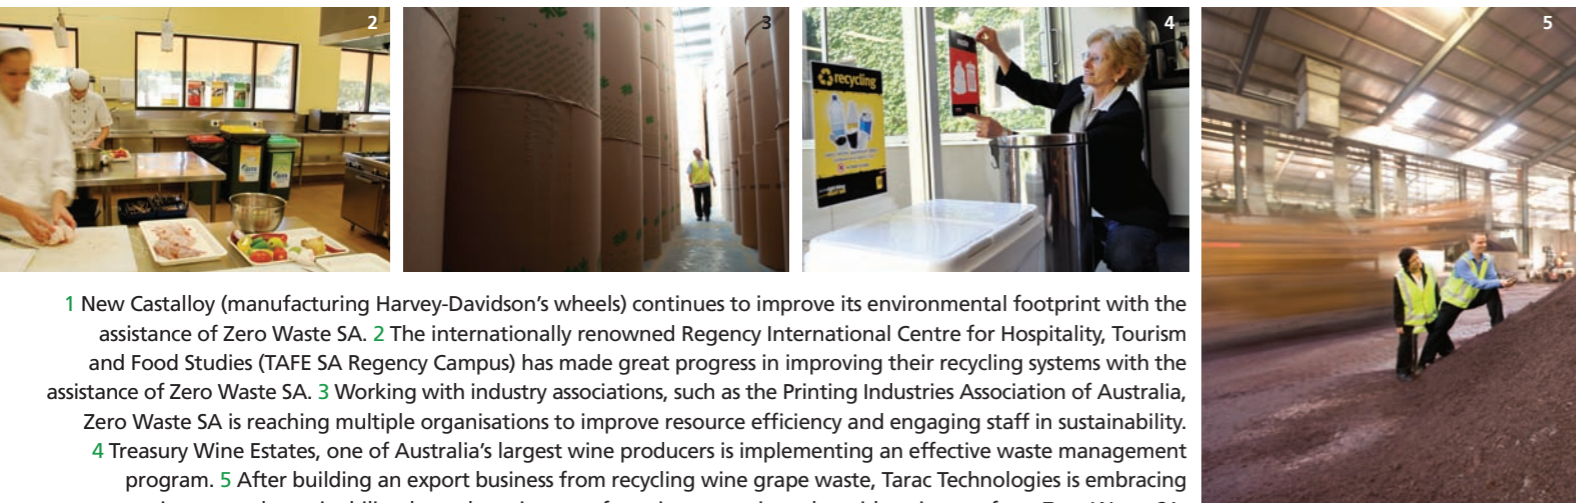 2
3
4
5
recycling
1 New Castalloy (manufacturing Harvey-Davidson's wheels) continues to improve its environmental footprint with the
assistance of Zero Waste SA. 2 The internationally renowned Regency International Centre for Hospitality, Tourism
and Food Studies (TAFE SA Regency Campus) has made great progress in improving their recycling systems with the
assistance of Zero Waste SA. 3 Working with industry associations, such as the Printing Industries Association of Australia,
Zero Waste SA is reaching multiple organisations to improve resource efficiency and engaging staff in sustainability.
4 Treasury Wine Estates, one of Australia's largest wine producers is implementing an effective waste management
program. 5 After building an export business from recycling wine grape waste, Tarac Technologies is embracing